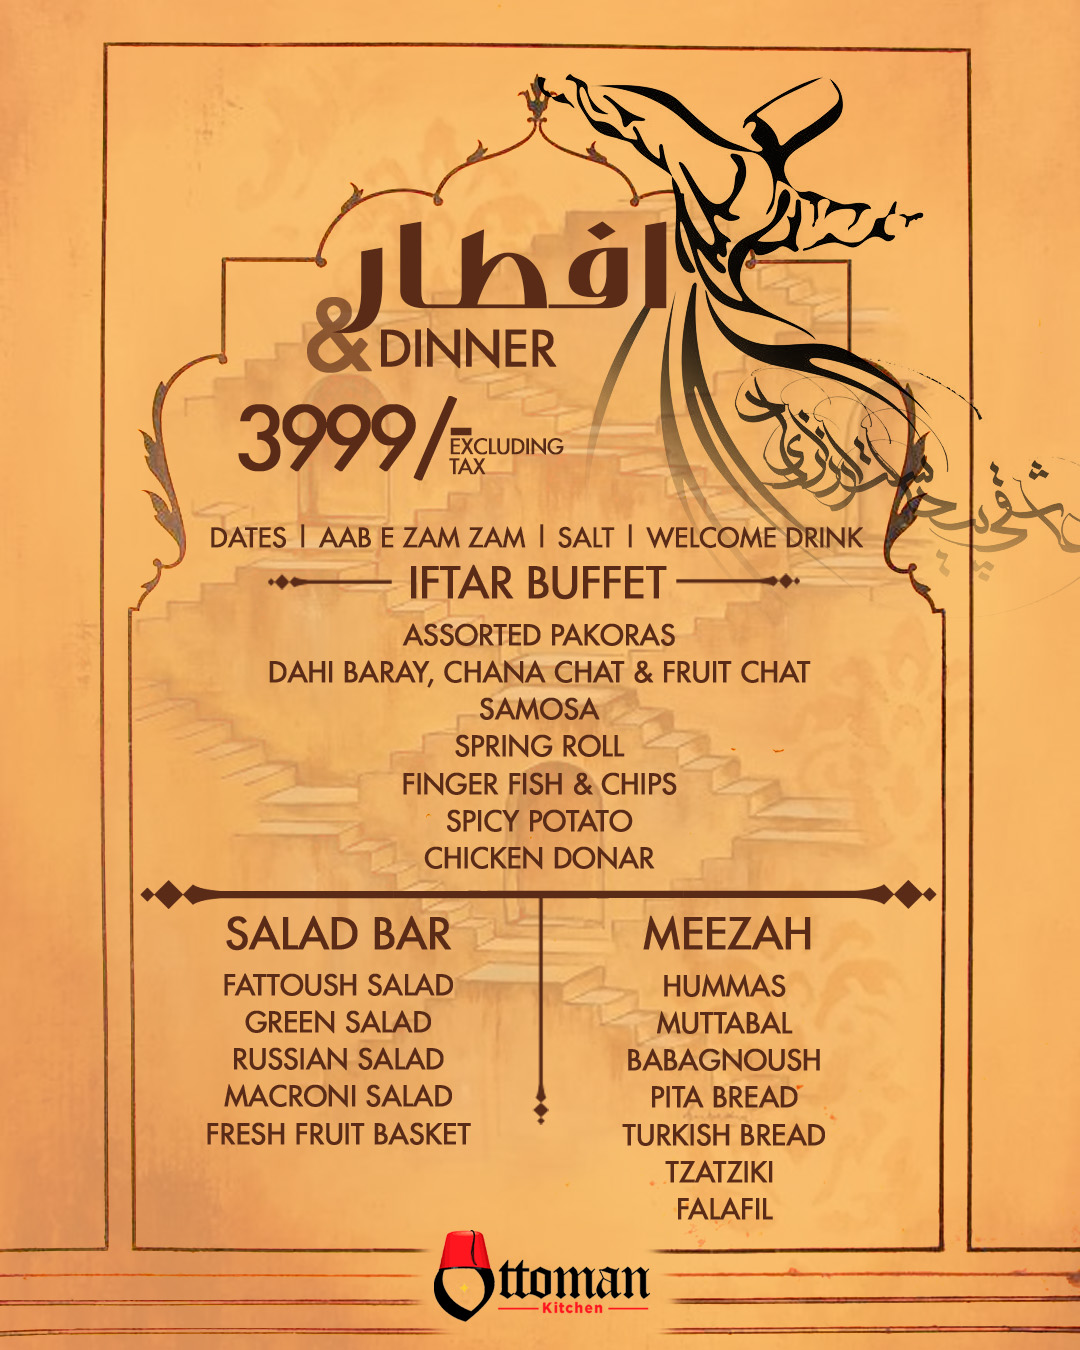 افطار
& DINNER
3999/-
EXCLUDING
TAX
DATES | AAB E ZAM ZAM | SALT | WELCOME DRINK
IFTAR BUFFET
ASSORTED PAKORAS
DAHI BARAY, CHANA CHAT & FRUIT CHAT
SAMOSA
SPRING ROLL
FINGER FISH & CHIPS
SPICY POTATO
CHICKEN DONAR
SALAD BAR
FATTOUSH SALAD
GREEN SALAD
RUSSIAN SALAD
MACRONI SALAD
FRESH FRUIT BASKET
MEEZAH
HUMMAS
MUTTABAL
BABAGNOUSH
PITA BREAD
TURKISH BREAD
TZATZIKI
FALAFIL
Ottoman
Kitchen